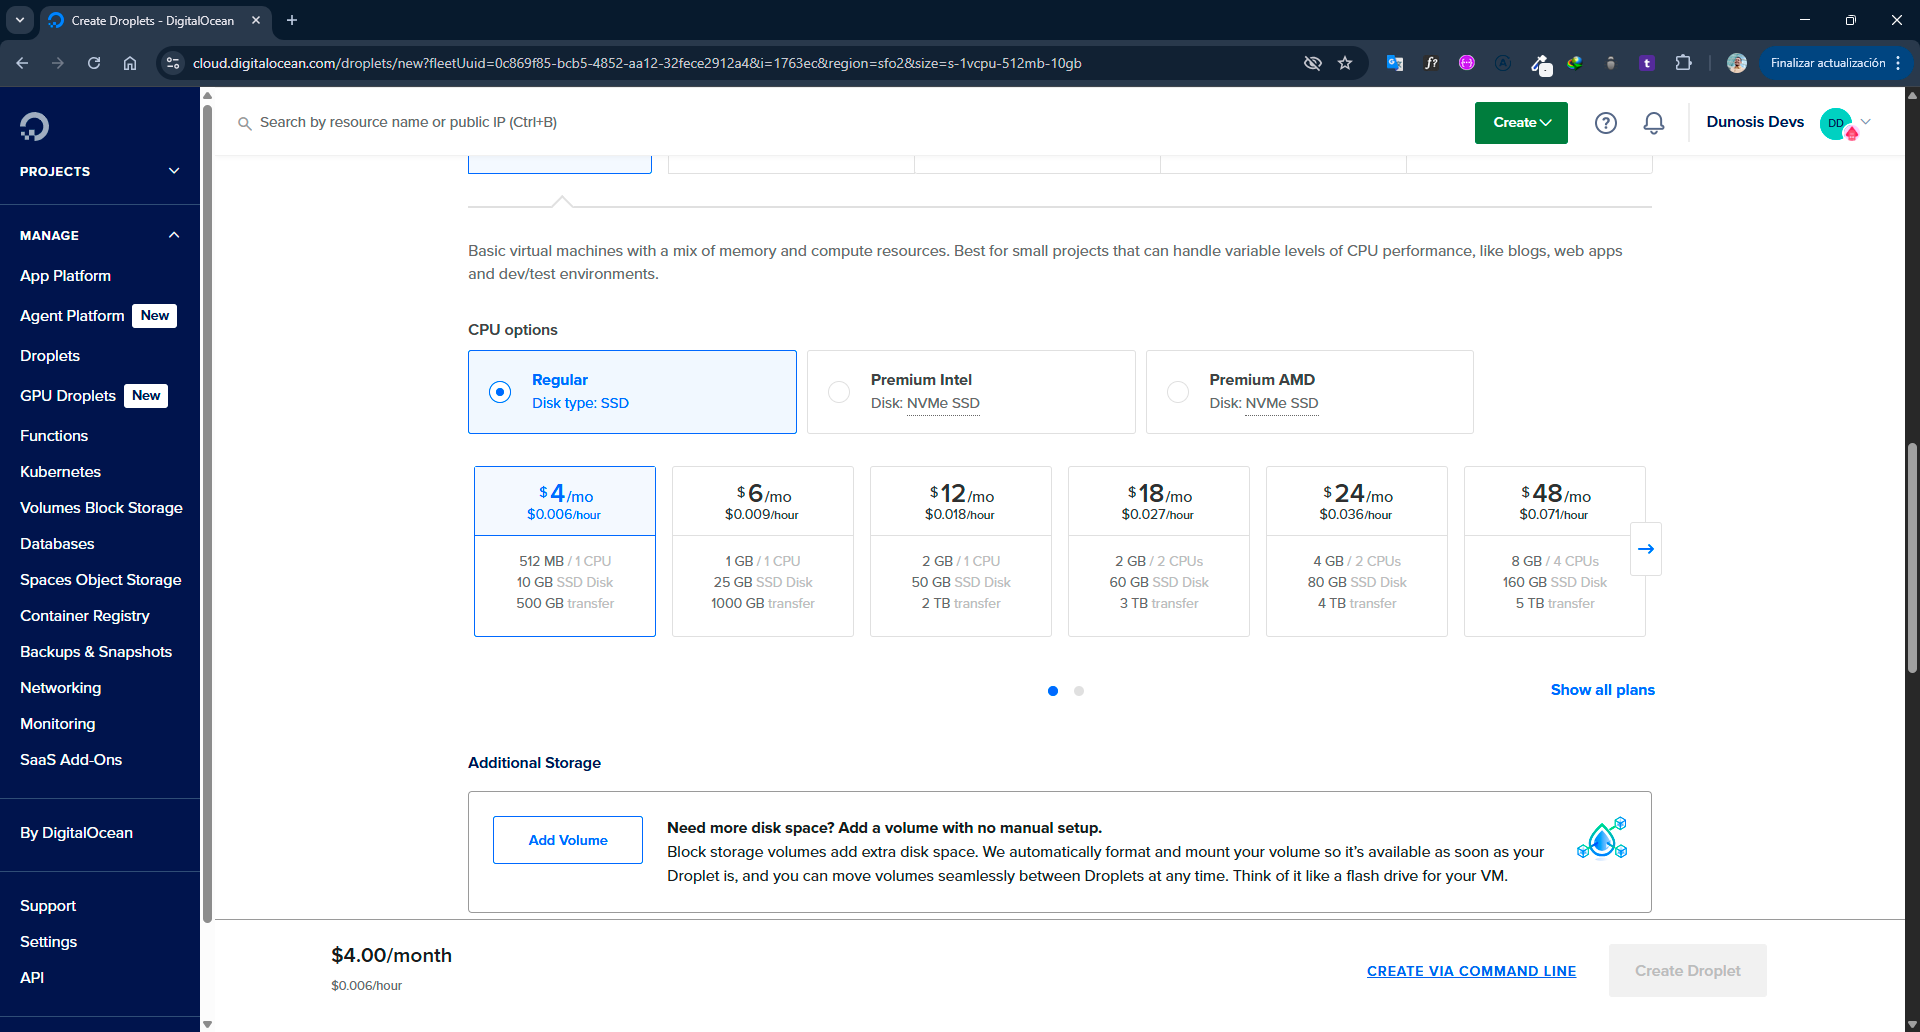 Create Droplets - DigitalOcean
cloud.digitalocean.com/droplets/new?fleetUuid=0c869f85-bcb5-4852-aa12-32fece2912a4&i=1763ec&region=sfo2&size=s-1vcpu-512mb-10gb
f?
A
t
Finalizar actualización
Search by resource name or public IP (Ctrl+B)
Create
Dunosis Devs
DD
PROJECTS
MANAGE
App Platform
Agent Platform New
Droplets
GPU Droplets New
Functions
Kubernetes
Volumes Block Storage
Databases
Spaces Object Storage
Container Registry
Backups & Snapshots
Networking
Monitoring
SaaS Add-Ons
By DigitalOcean
Support
Settings
API
Basic virtual machines with a mix of memory and compute resources. Best for small projects that can handle variable levels of CPU performance, like blogs, web apps
and dev/test environments.
CPU options
Regular
Disk type: SSD
Premium Intel
Disk: NVMe SSD
Premium AMD
Disk: NVMe SSD
$4/mo
$0.006/hour
512 MB / 1 CPU
10 GB SSD Disk
500 GB transfer
$6/mo
$0.009/hour
1 GB / 1 CPU
25 GB SSD Disk
1000 GB transfer
$12/mo
$0.018/hour
2 GB / 1 CPU
50 GB SSD Disk
2 TB transfer
$18/mo
$0.027/hour
2 GB / 2 CPUs
60 GB SSD Disk
3 TB transfer
$24/mo
$0.036/hour
4 GB / 2 CPUs
80 GB SSD Disk
4 TB transfer
$48/mo
$0.071/hour
8 GB / 4 CPUs
160 GB SSD Disk
5 TB transfer
Show all plans
Additional Storage
Add Volume
Need more disk space? Add a volume with no manual setup.
Block storage volumes add extra disk space. We automatically format and mount your volume so it's available as soon as your
Droplet is, and you can move volumes seamlessly between Droplets at any time. Think of it like a flash drive for your VM.
$4.00/month
$0.006/hour
CREATE VIA COMMAND LINE
Create Droplet